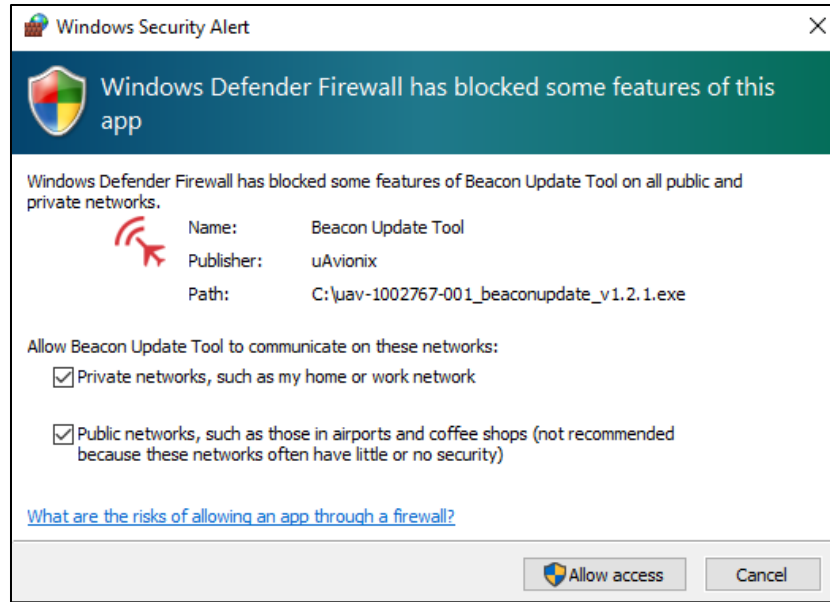 Windows Security Alert
Windows Defender Firewall has blocked some features of this
app
Windows Defender Firewall has blocked some features of Beacon Update Tool on all public and
private networks.
Name: Beacon Update Tool
Publisher: uAvionix
Path: C:\uav-1002767-001_beaconupdate_v1.2.1.exe
Allow Beacon Update Tool to communicate on these networks:
Private networks, such as my home or work network
Public networks, such as those in airports and coffee shops (not recommended
because these networks often have little or no security)
What are the risks of allowing an app through a firewall?
Allow access Cancel